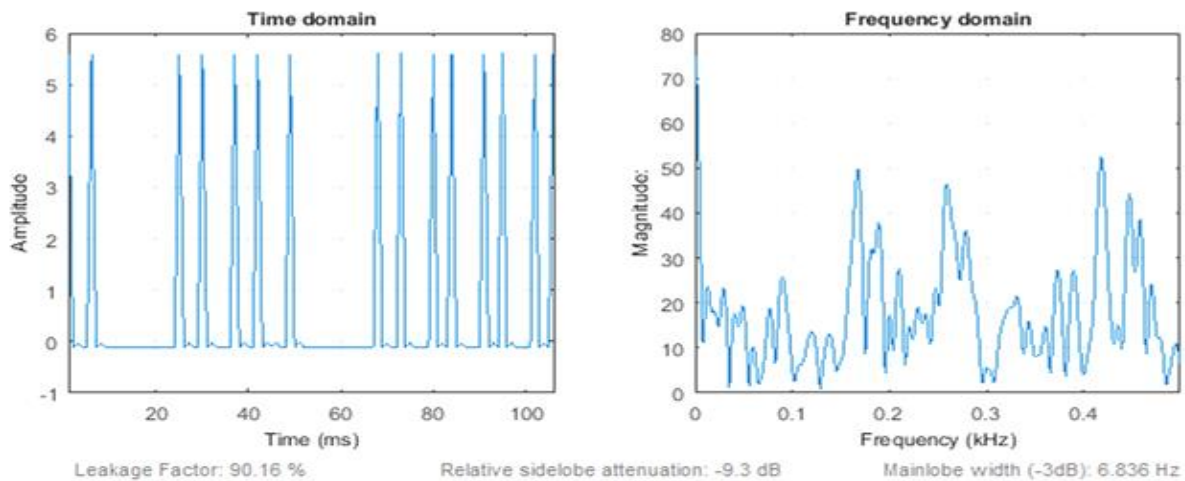 Time domain
6
5
4
3
2
1
0
-1
Amplitude
20 40 60 80 100
Time (ms)
Frequency domain
80
70
60
50
40
30
20
10
0
Magnitude:
0 0.1 0.2 0.3 0.4
Frequency (kHz)
Leakage Factor: 90.16 % Relative sidelobe attenuation: -9.3 dB Mainlobe width (-3dB): 6.836 Hz